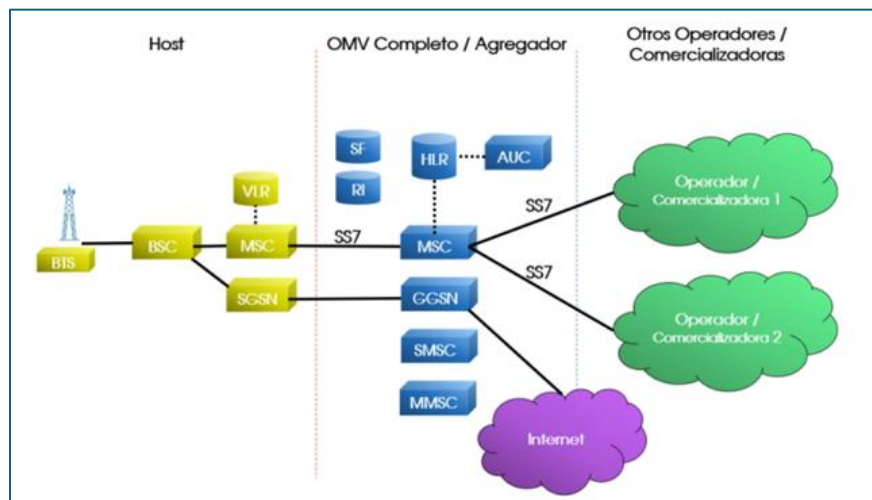 Host
OMV Completo / Agregador
Otros Operadores /
Comercializadoras
SF
HLR
AUC
RI
VLR
BTS
BSC
MSC
SS7
MSC
SS7
SS7
Operador /
Comercializadora 1
SGSN
GGSN
Operador /
Comercializadora 2
SMSC
MMSC
Internet